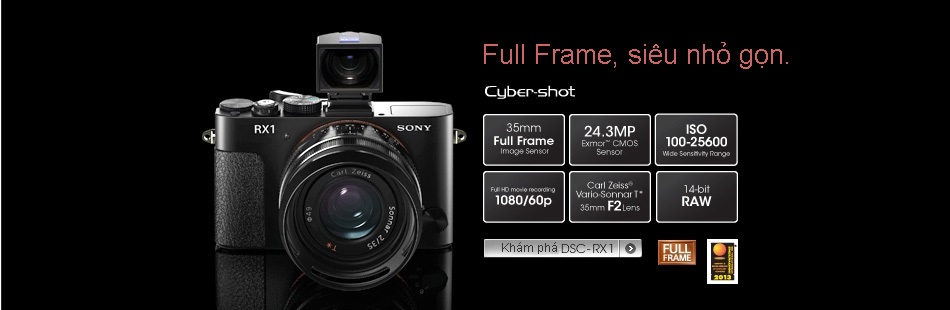 Full Frame, siêu nhỏ gọn.
Cyber-shot
RX1
SONY
Carl Zeiss
Sonnar 2/35
T*
ϕ49
35mm
Full Frame
Image Sensor
24.3MP
Exmor™ CMOS
Sensor
ISO
100-25600
Wide Sensitivity Range
Full HD movie recording
1080/60p
Carl Zeiss®
Vario-Sonnar T*
35mm F2 Lens
14-bit
RAW
Khám phá DSC-RX1
FULL
FRAME
2013